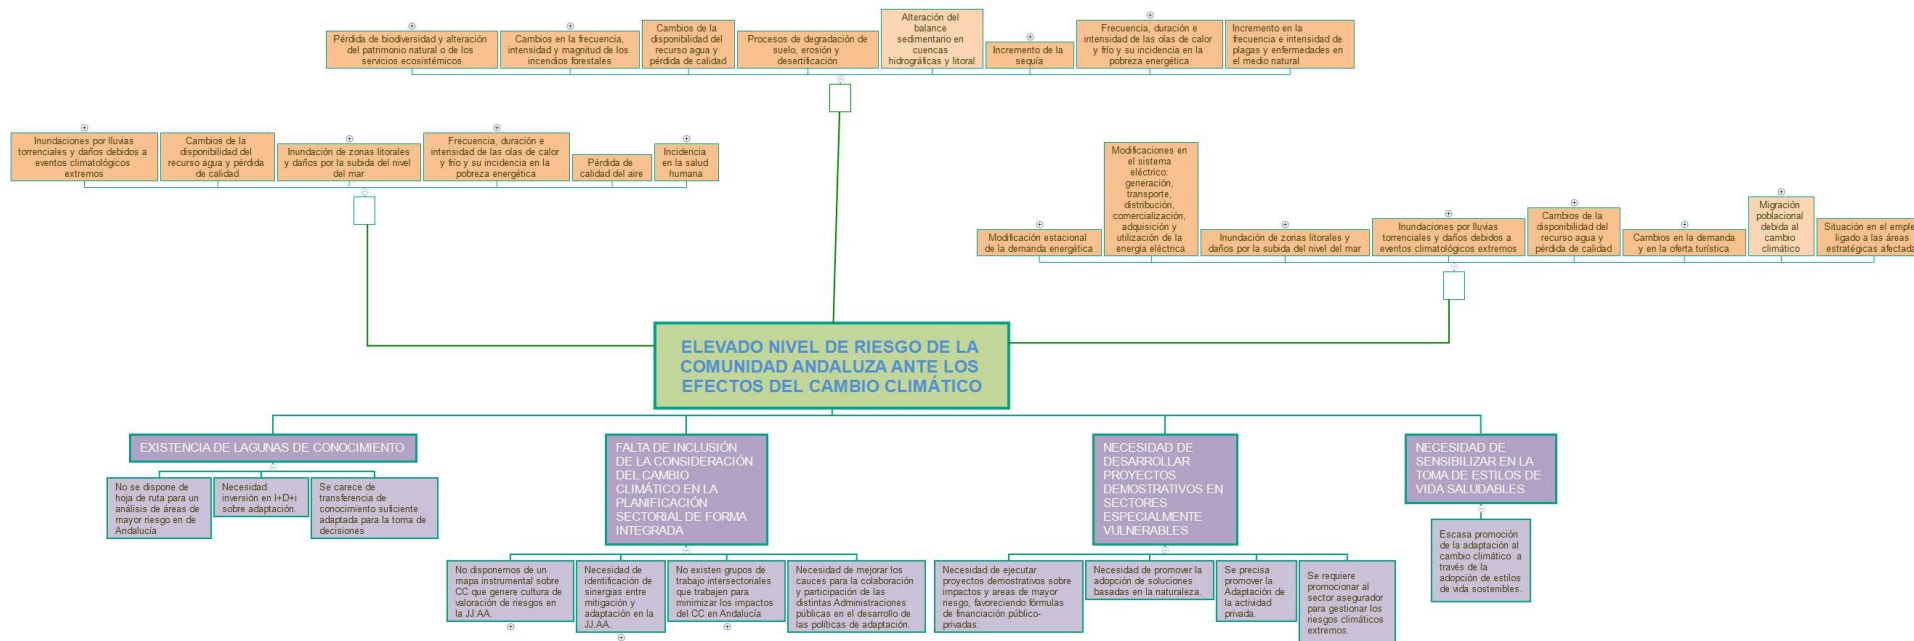 Pérdida de biodiversidad y alteración
del patrimonio natural o de los
servicios ecosistémicos
Cambios en la frecuencia,
intensidad y magnitud de los
incendios forestales
Cambios de la
disponibilidad del
recurso agua y
pérdida de calidad
Procesos de degradación de
suelo, erosión y
desertificación
Alteración del
balance
sedimentario en
cuencas
hidrográficas y litoral
Incremento de la
sequía
Frecuencia, duración e
intensidad de las olas de calor
y frío y su incidencia en la
pobreza energética
Incremento en la
frecuencia e intensidad de
plagas y enfermedades en
el medio natural
Inundaciones por lluvias
torrenciales y daños debidos a
eventos climatológicos
extremos
Cambios de la
disponibilidad del
recurso agua y pérdida
de calidad
Inundación de zonas litorales
y daños por la subida del nivel
del mar
Frecuencia, duración e
intensidad de las olas de calor
y frío y su incidencia en la
pobreza energética
Pérdida de
calidad del aire
Incidencia
en la salud
humana
Modificación estacional
de la demanda energética
Modificaciones en
el sistema
eléctrico:
generación,
transporte,
distribución,
comercialización,
adquisición y
utilización de la
energía eléctrica
Inundación de zonas litorales y
daños por la subida del nivel del mar
Inundaciones por lluvias
torrenciales y daños debidos a
eventos climatológicos extremos
Cambios de la
disponibilidad del
recurso agua y
pérdida de calidad
Cambios en la demanda
y en la oferta turística
Migración
poblacional
debida al
cambio
climático
Situación en el emple
ligado a las áreas
estratégicas afectada
ELEVADO NIVEL DE RIESGO DE LA
COMUNIDAD ANDALUZA ANTE LOS
EFECTOS DEL CAMBIO CLIMÁTICO
EXISTENCIA DE LAGUNAS DE CONOCIMIENTO
No se dispone de
hoja de ruta para un
análisis de áreas de
mayor riesgo en de
Andalucía
Necesidad
inversión en I+D+i
sobre adaptación.
Se carece de
transferencia de
conocimiento suficiente
adaptada para la toma de
decisiones
FALTA DE INCLUSIÓN
DE LA CONSIDERACIÓN
DEL CAMBIO
CLIMÁTICO EN LA
PLANIFICACIÓN
SECTORIAL DE FORMA
INTEGRADA
No disponemos de un
mapa instrumental sobre
CC que genere cultura de
valoración de riesgos en
la JJ.AA.
Necesidad de
identificación de
sinergias entre
mitigación y
adaptación en la
JJ.AA.
No existen grupos de
trabajo intersectoriales
que trabajen para
minimizar los impactos
del CC en Andalucía
Necesidad de mejorar los
cauces para la colaboración
y participación de las
distintas Administraciones
públicas en el desarrollo de
las políticas de adaptación.
NECESIDAD DE
DESARROLLAR
PROYECTOS
DEMOSTRATIVOS EN
SECTORES
ESPECIALMENTE
VULNERABLES
Necesidad de ejecutar
proyectos demostrativos sobre
impactos y areas de mayor
riesgo, favoreciendo fórmulas
de financiación público-
privadas.
Necesidad de promover la
adopción de soluciones
basadas en la naturaleza.
Se precisa
promover la
Adaptación de
la actividad
privada.
Se requiere
promocionar al
sector asegurador
para gestionar los
riesgos climáticos
extremos.
NECESIDAD DE
SENSIBILIZAR EN LA
TOMA DE ESTILOS DE
VIDA SALUDABLES
Escasa promoción
de la adaptación al
cambio climático a
través de la
adopción de estilos
de vida sostenibles.